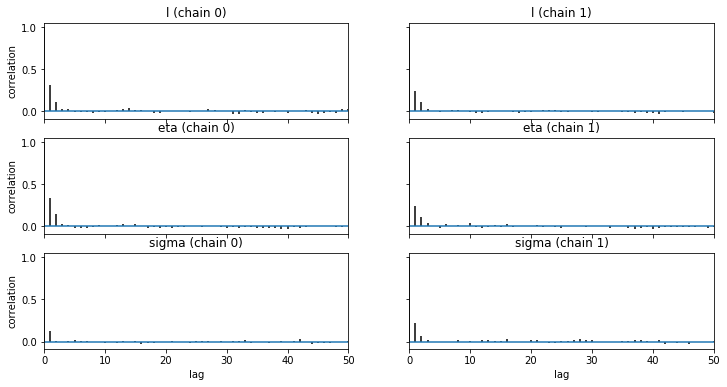 l (chain 0)
l (chain 1)
1.0
0.5
0.0
correlation
eta (chain 0)
eta (chain 1)
1.0
0.5
0.0
correlation
sigma (chain 0)
sigma (chain 1)
1.0
0.5
0.0
correlation
0 10 20 30 40 50
0 10 20 30 40 50
lag
lag